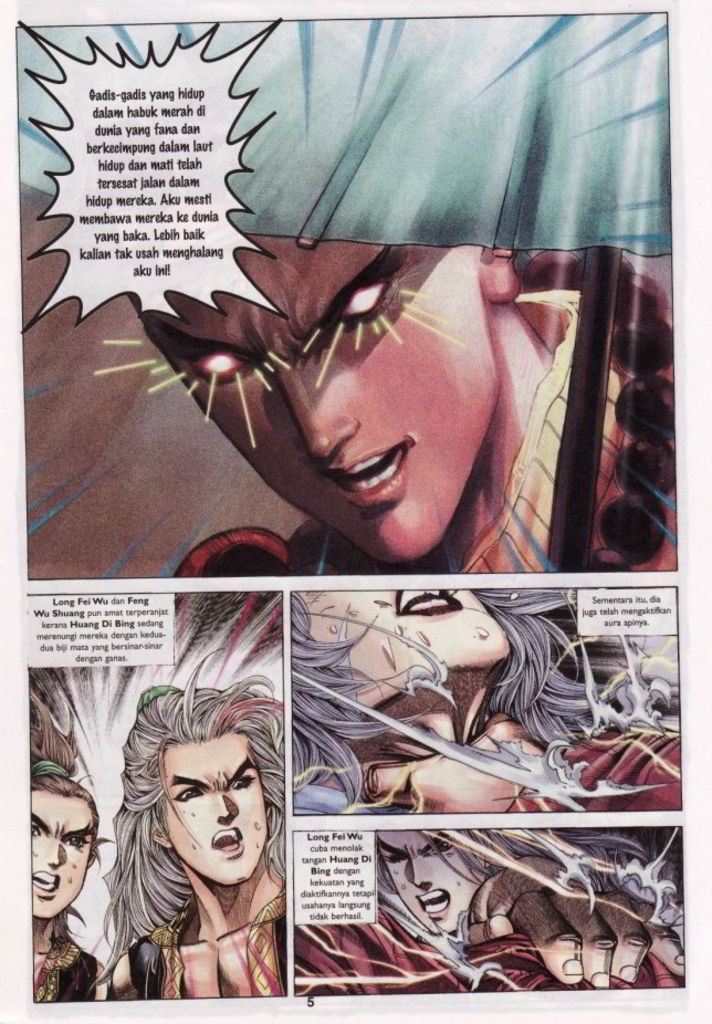 Gadis-gadis yang hidup
dalam habuk merah di
dunia yang fana dan
berkecimpung dalam laut
hidup dan mati telah
tersesat jalan dalam
hidup mereka. Aku mesti
membawa mereka ke dunia
yang baka. Lebih baik
kalian tak usah menghalang
aku ini!
Long Fei Wu dan Feng
Wu Shuang pun amat terperanjat
kerana Huang Di Bing sedang
merenungi mereka dengan kedua-
dua biji mata yang bersinar-sinar
dengan ganas.
Sementara itu, dia
juga telah mengaktifkan
aura apinya.
Long Fei Wu
cuba menolak
tangan Huang Di
Bing dengan
kekuatan yang
diaktifkannya tetapi
usahanya langsung
tidak berhasil.
5